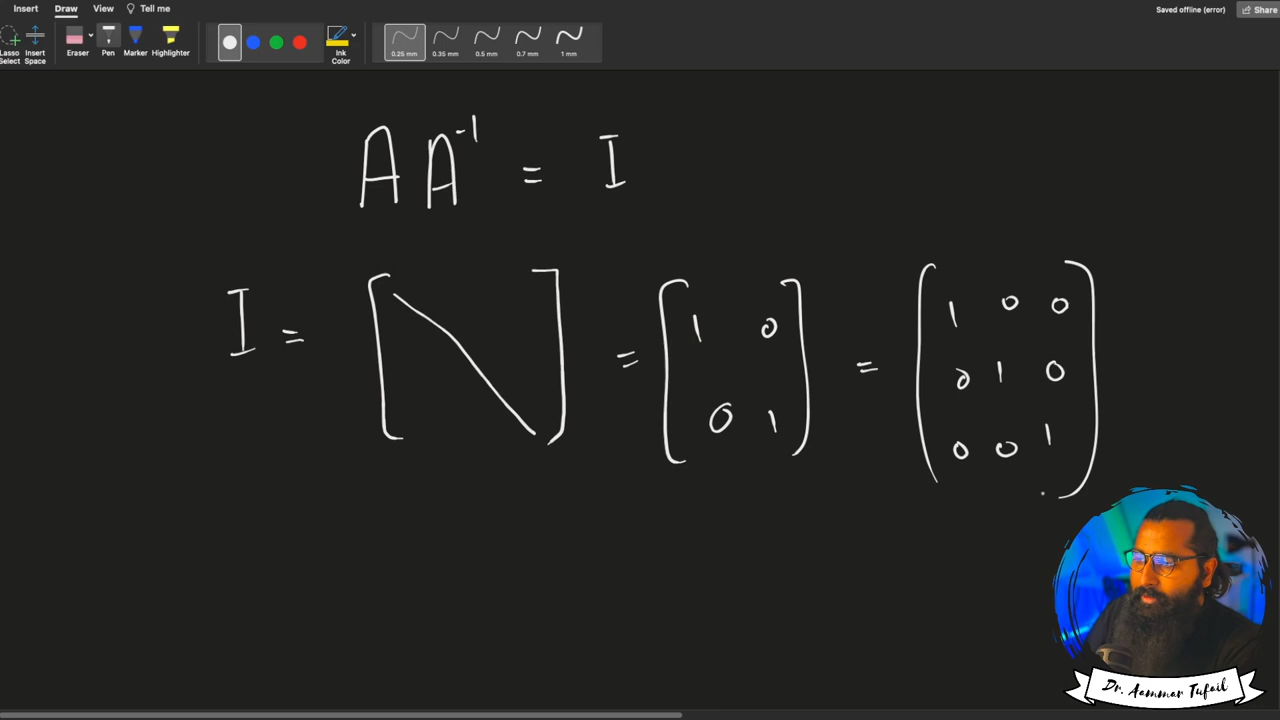 Insert Draw View Tell me Saved offline (error) Share
Lasso Select Insert Space Eraser Pen Marker Highlighter Ink Color 0.25 mm 0.35 mm 0.5 mm 0.7 mm 1 mm
A A⁻¹ = I
I = [ \ ] = [ 1 0 = ( 1 0 0
0 1 0
0 1 ] 0 0 1 )
Dr. Aammar Tufail